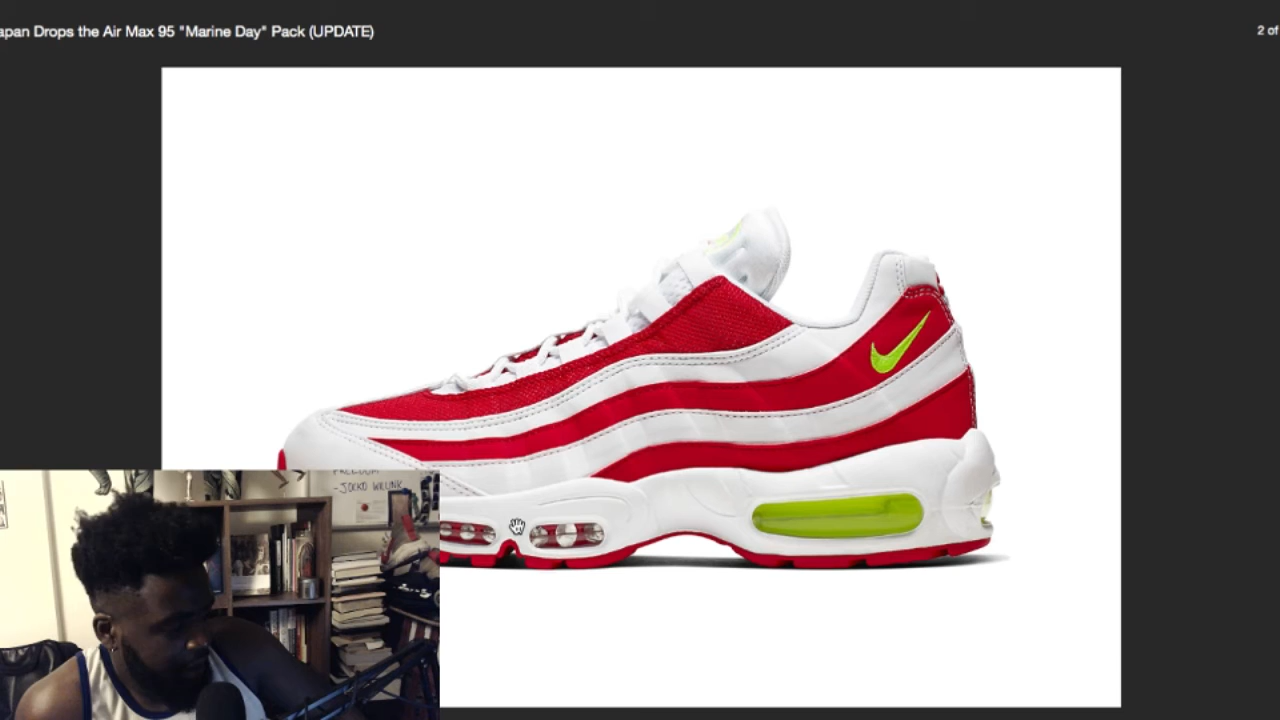 apan Drops the Air Max 95 "Marine Day" Pack (UPDATE)
2 of
FREEDOM
-JOCKO WILLINK